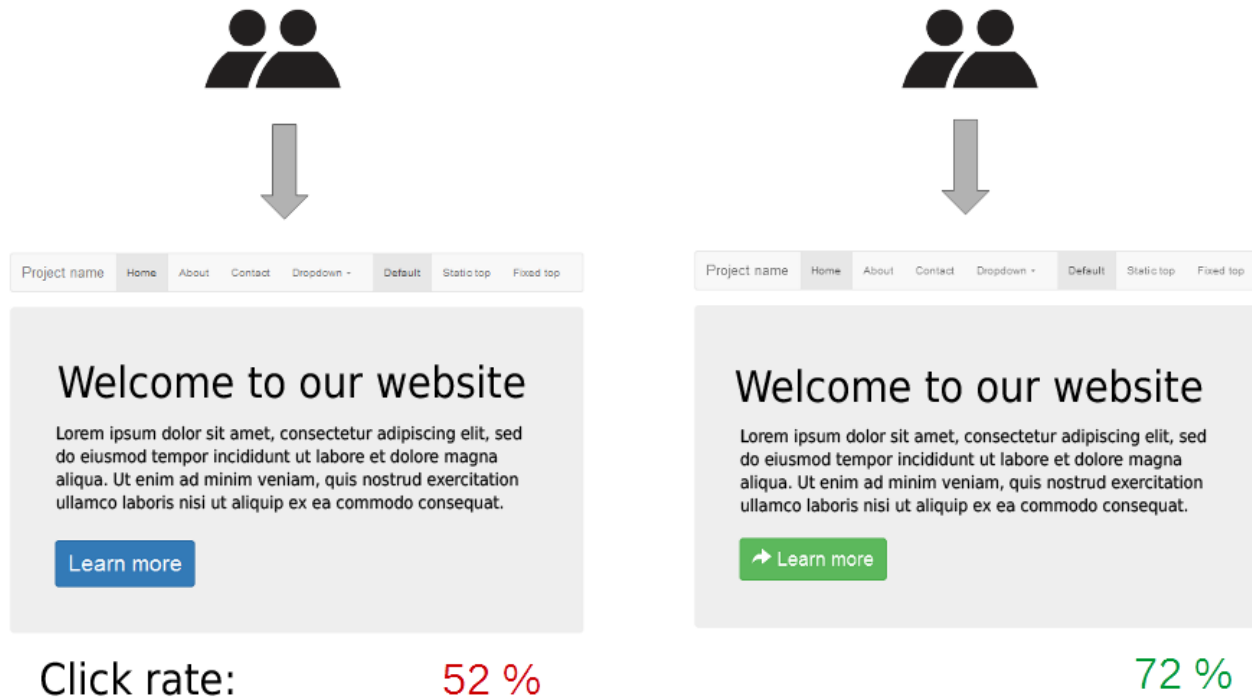 Project name Home About Contact Dropdown Default Static top Fixed top
Welcome to our website
Lorem ipsum dolor sit amet, consectetur adipiscing elit, sed
do eiusmod tempor incididunt ut labore et dolore magna
aliqua. Ut enim ad minim veniam, quis nostrud exercitation
ullamco laboris nisi ut aliquip ex ea commodo consequat.
Learn more
Click rate: 52 %
Project name Home About Contact Dropdown Default Static top Fixed top
Welcome to our website
Lorem ipsum dolor sit amet, consectetur adipiscing elit, sed
do eiusmod tempor incididunt ut labore et dolore magna
aliqua. Ut enim ad minim veniam, quis nostrud exercitation
ullamco laboris nisi ut aliquip ex ea commodo consequat.
Learn more
72 %